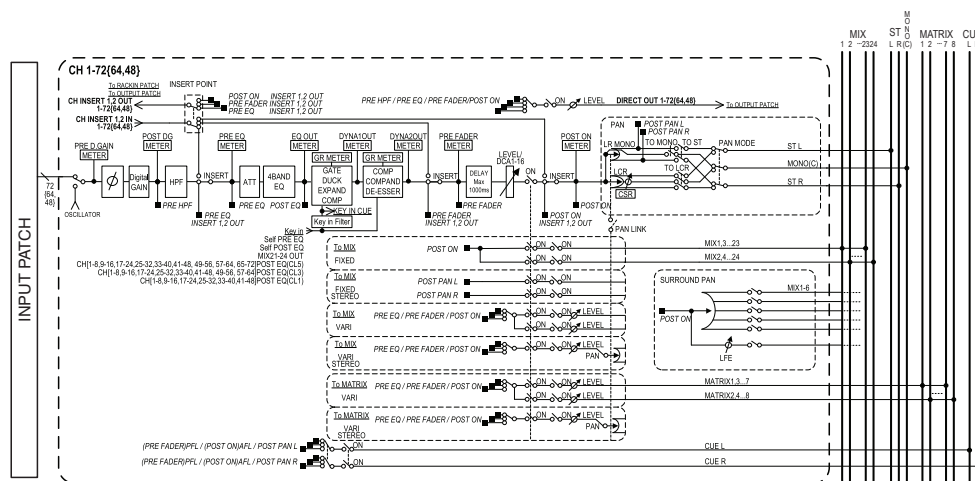 MIX
ST
M O N O
(C)
MATRIX
CU
1 2 ··· 2324
L R
1 2 ··· 7 8
L
INPUT PATCH
72
(64,
48)
OSCILLATOR
CH 1-72{64,48}
To RACKIN PATCH
To OUTPUT PATCH
INSERT POINT
CH INSERT 1,2 OUT
1-72{64,48}
CH INSERT 1,2 IN
1-72{64,48}
POST ON INSERT 1,2 OUT
PRE FADER INSERT 1,2 OUT
PRE EQ INSERT 1,2 OUT
PRE HPF / PRE EQ / PRE FADER/POST ON
ON
LEVEL
DIRECT OUT 1-72{64,48}
To OUTPUT PATCH
PRE D.GAIN
METER
POST DG
METER
PRE EQ
METER
EQ OUT
METER
DYNA1OUT
METER
DYNA2OUT
METER
PRE FADER
METER
LEVEL/
DCA1-16
ON
POST ON
METER
GR METER
GR METER
Ø
Digital
GAIN
HPF
INSERT
ATT
4BAND
EQ
GATE
DUCK
EXPAND
COMP
COMP
COMPAND
DE-ESSER
INSERT
DELAY
Max
1000ms
INSERT
PRE HPF
PRE EQ
INSERT 1,2 OUT
PRE EQ
POST EQ
KEY IN CUE
Key in Filter
PRE FADER
INSERT 1,2 OUT
PRE FADER
POST ON
INSERT 1,2 OUT
POST ON
PAN
POST PAN L
POST PAN R
LR MONO
TO MONO, TO ST
PAN MODE
LCR
TO LCR
CSR
PAN LINK
ST L
MONO(C)
ST R
Key in
Self PRE EQ
Self POST EQ
MIX21-24 OUT
CH[1-8,9-16,17-24,25-32,33-40,41-48, 49-56, 57-64, 65-72]POST EQ(CL5)
CH[1-8,9-16,17-24,25-32,33-40,41-48, 49-56, 57-64]POST EQ(CL3)
CH[1-8,9-16,17-24,25-32,33-40,41-48]POST EQ(CL1)
To MIX
FIXED
POST ON
ON
ON
MIX1,3...23
MIX2,4...24
To MIX
FIXED
STEREO
POST PAN L
POST PAN R
ON
ON
To MIX
VARI
PRE EQ / PRE FADER / POST ON
ON
ON
LEVEL
To MIX
VARI
STEREO
PRE EQ / PRE FADER / POST ON
ON
ON
LEVEL
PAN
SURROUND PAN
POST ON
LFE
MIX1-6
To MATRIX
VARI
PRE EQ / PRE FADER / POST ON
ON
ON
LEVEL
MATRIX1,3...7
MATRIX2,4...8
To MATRIX
VARI
STEREO
PRE EQ / PRE FADER / POST ON
ON
ON
LEVEL
PAN
(PRE FADER)PFL / (POST ON)AFL / POST PAN L
ON
CUE L
(PRE FADER)PFL / (POST ON)AFL / POST PAN R
ON
CUE R